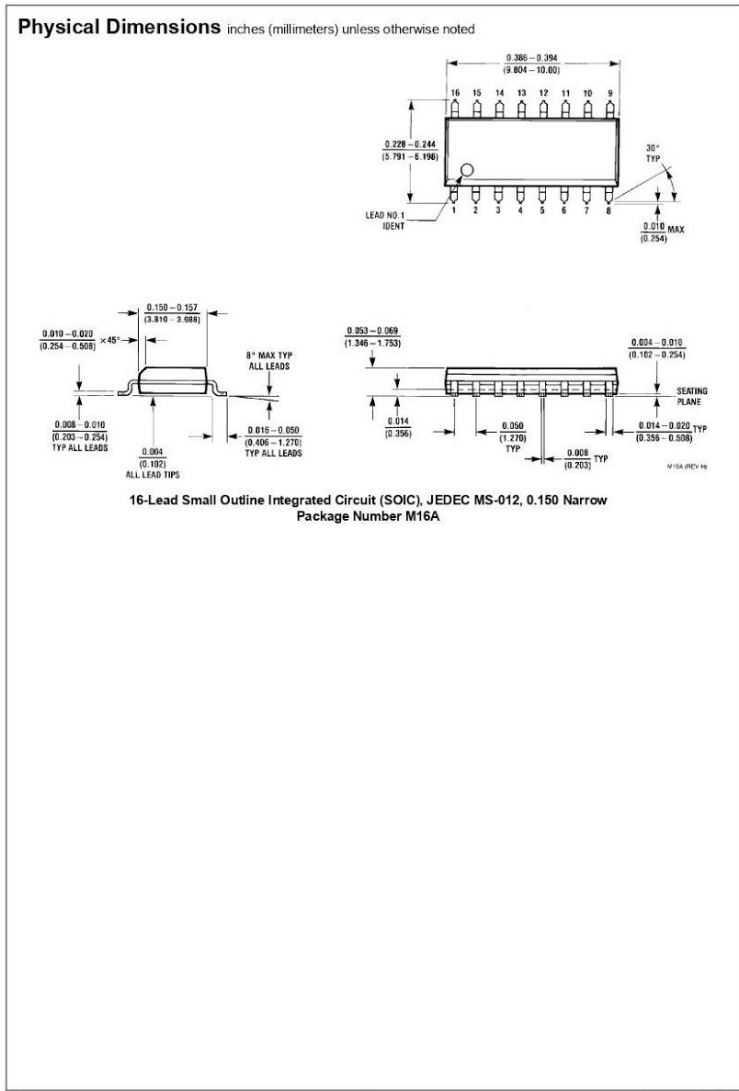 Physical Dimensions inches (millimeters) unless otherwise noted
0.386 – 0.394
(9.804 – 10.00)
16 15 14 13 12 11 10 9
0.228 – 0.244
(5.791 – 6.198)
30°
TYP
LEAD NO. 1
IDENT
1 2 3 4 5 6 7 8
0.010 MAX
(0.254)
0.150 – 0.157
(3.810 – 3.988)
0.010 – 0.020 × 45°
(0.254 – 0.508)
8° MAX TYP
ALL LEADS
0.008 – 0.010
(0.203 – 0.254)
TYP ALL LEADS
0.004
(0.102)
ALL LEAD TIPS
0.016 – 0.050
(0.406 – 1.270)
TYP ALL LEADS
0.053 – 0.069
(1.346 – 1.753)
0.004 – 0.010
(0.102 – 0.254)
SEATING
PLANE
0.014
(0.356)
0.050
(1.270)
TYP
0.014 – 0.020 TYP
(0.356 – 0.508)
0.008 TYP
(0.203)
M16A (REV H)
16-Lead Small Outline Integrated Circuit (SOIC), JEDEC MS-012, 0.150 Narrow
Package Number M16A